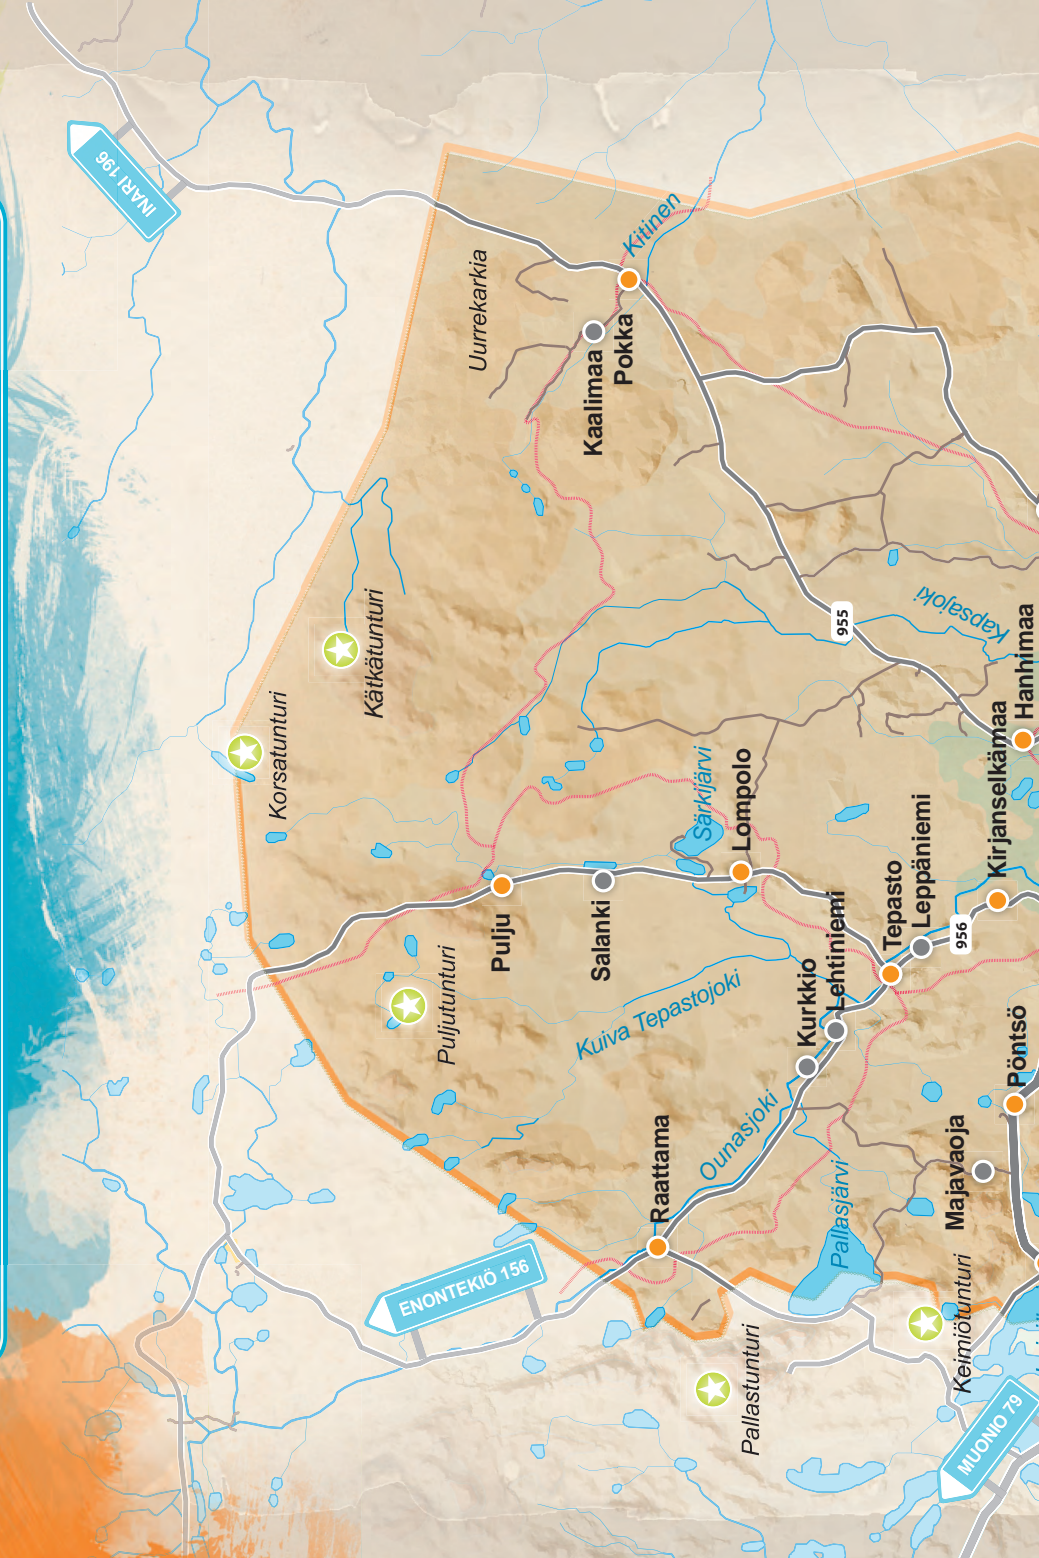 INARI 196
Uurrekarkia
Kitinen
Kaalimaa
Pokka
Kätkätunturi
Korsatunturi
955
Kapsajoki
Hanhimaa
Kirjanselkämaa
Särkijärvi
Lompolo
Pulju
Salanki
Puljutunturi
Kuiva Tepastojoki
Tepasto
Leppäniemi
956
Lehtiniemi
Kurkkio
Pöntsö
Raattama
Ounasjoki
Pallasjärvi
Majavaoja
Keimiötunturi
ENONTEKIÖ 156
Pallastunturi
MUONIO 79